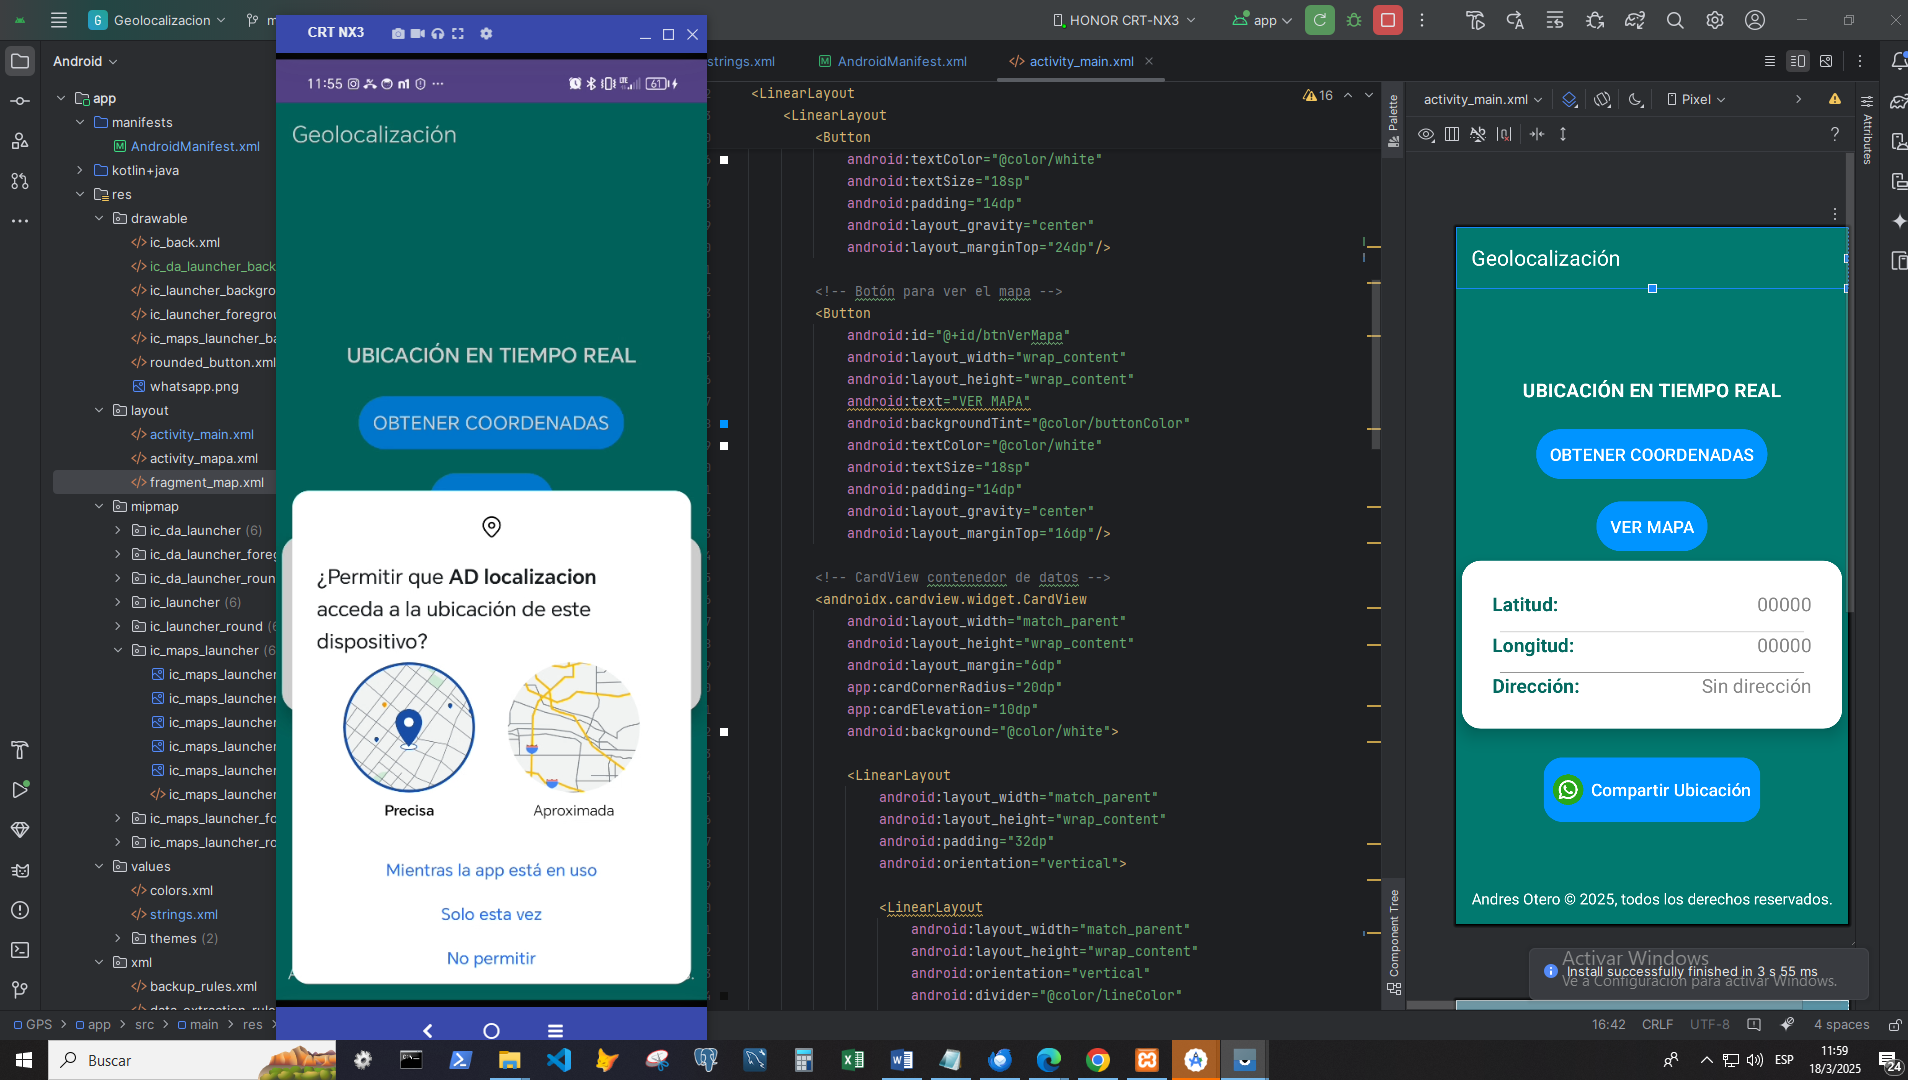 Geolocalizacion
CRT NX3
HONOR CRT-NX3
app
Android
strings.xml
AndroidManifest.xml
activity_main.xml
app
manifests
AndroidManifest.xml
kotlin+java
res
drawable
ic_back.xml
ic_da_launcher_back
ic_launcher_backgro
ic_launcher_foregrou
ic_maps_launcher_ba
rounded_button.xml
whatsapp.png
layout
activity_main.xml
activity_mapa.xml
fragment_map.xml
mipmap
ic_da_launcher (6)
ic_da_launcher_foreg
ic_da_launcher_roun
ic_launcher (6)
ic_launcher_round (6
ic_maps_launcher (6
ic_maps_launcher
ic_maps_launcher
ic_maps_launcher
ic_maps_launcher
ic_maps_launcher
ic_maps_launcher
ic_maps_launcher_fo
ic_maps_launcher_ro
values
colors.xml
strings.xml
themes (2)
xml
backup_rules.xml
data_extraction_rule
11:55
61
Geolocalización
UBICACIÓN EN TIEMPO REAL
OBTENER COORDENADAS
¿Permitir que AD localizacion
acceda a la ubicación de este
dispositivo?
Precisa
Aproximada
Mientras la app está en uso
Solo esta vez
No permitir
<LinearLayout
<LinearLayout
<Button
android:textColor="@color/white"
android:textSize="18sp"
android:padding="14dp"
android:layout_gravity="center"
android:layout_marginTop="24dp"/>
<!-- Botón para ver el mapa -->
<Button
android:id="@+id/btnVerMapa"
android:layout_width="wrap_content"
android:layout_height="wrap_content"
android:text="VER MAPA"
android:backgroundTint="@color/buttonColor"
android:textColor="@color/white"
android:textSize="18sp"
android:padding="14dp"
android:layout_gravity="center"
android:layout_marginTop="16dp"/>
<!-- CardView contenedor de datos -->
<androidx.cardview.widget.CardView
android:layout_width="match_parent"
android:layout_height="wrap_content"
android:layout_margin="6dp"
app:cardCornerRadius="20dp"
app:cardElevation="10dp"
android:background="@color/white">
<LinearLayout
android:layout_width="match_parent"
android:layout_height="wrap_content"
android:padding="32dp"
android:orientation="vertical">
<LinearLayout
android:layout_width="match_parent"
android:layout_height="wrap_content"
android:orientation="vertical"
android:divider="@color/lineColor"
16
Palette
Component Tree
activity_main.xml
Pixel
Attributes
Geolocalización
UBICACIÓN EN TIEMPO REAL
OBTENER COORDENADAS
VER MAPA
Latitud: 00000
Longitud: 00000
Dirección: Sin dirección
Compartir Ubicación
Andres Otero © 2025, todos los derechos reservados.
Activar Windows
Install successfully finished in 3 s 55 ms
Ve a Configuración para activar Windows.
GPS > app > src > main > res >
16:42 CRLF UTF-8 4 spaces
Buscar
ESP
11:59
18/3/2025
24